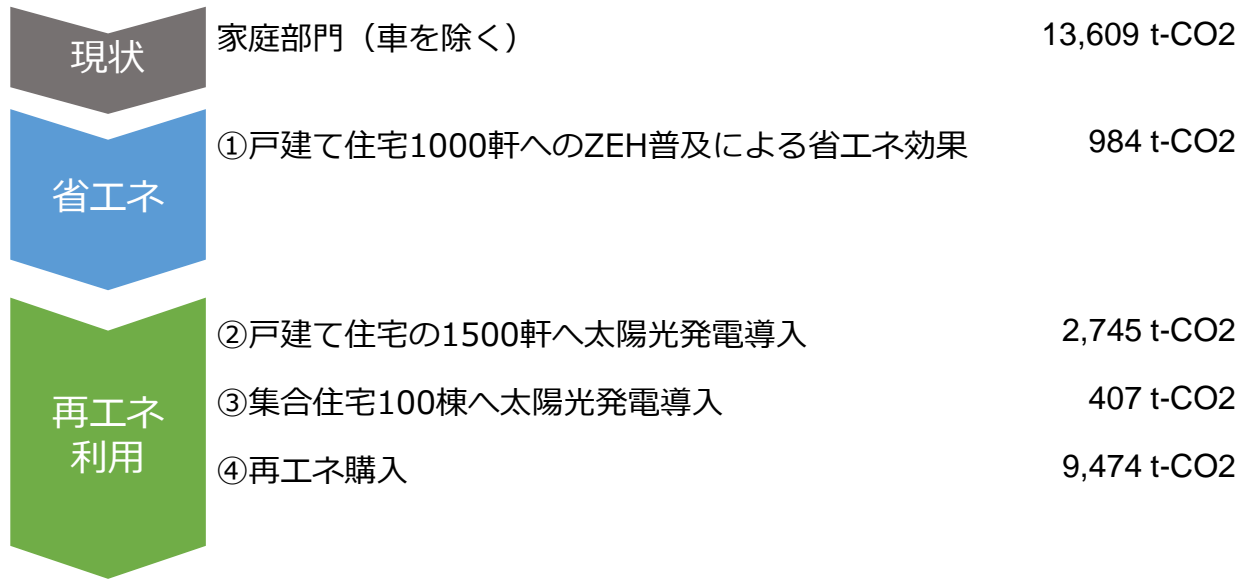 現状
家庭部門（車を除く） 13,609 t-CO2
省エネ
①戸建て住宅1000軒へのZEH普及による省エネ効果 984 t-CO2
再エネ
利用
②戸建て住宅の1500軒へ太陽光発電導入 2,745 t-CO2
③集合住宅100棟へ太陽光発電導入 407 t-CO2
④再エネ購入 9,474 t-CO2